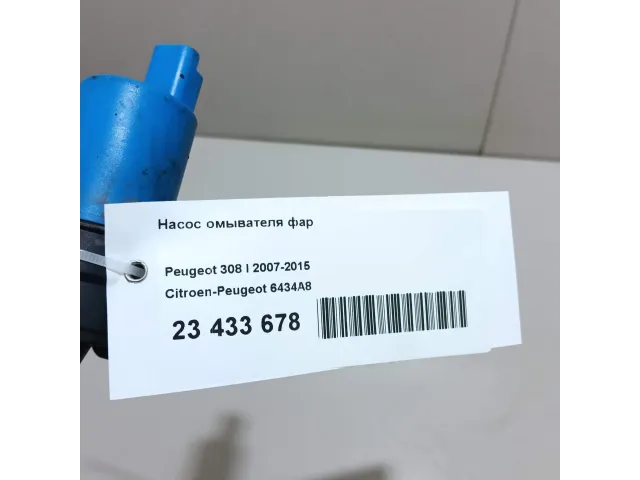 Насос омывателя фар
Peugeot 308 I 2007-2015
Citroen-Peugeot 6434A8
23 433 678